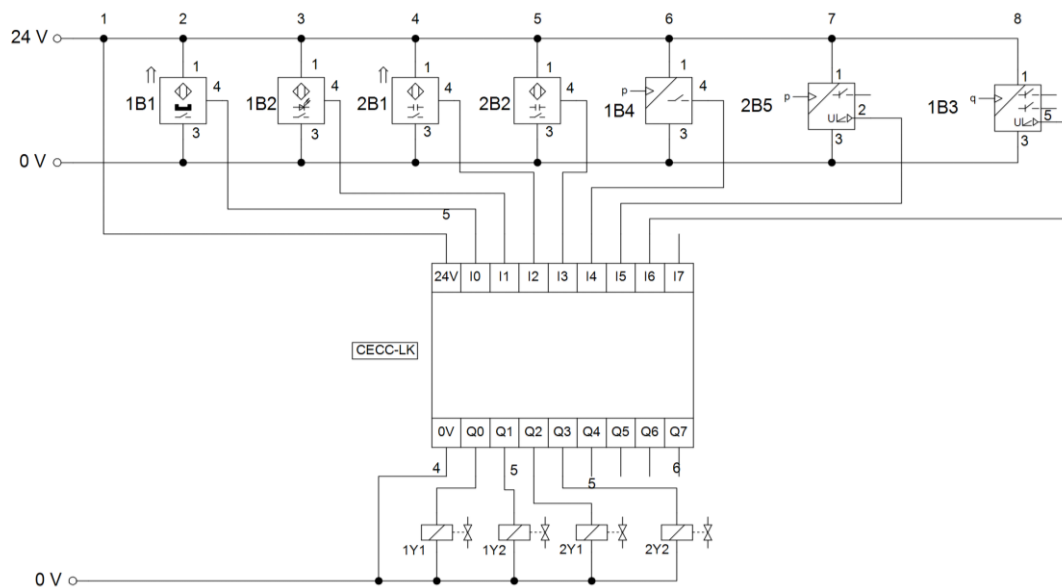 1 2 3 4 5 6 7 8
24 V
1 1 1 1 1 1 1 1
4 4 4 4 4
1B1 1B2 2B1 2B2 p 1B4 p 2B5 q 1B3
U 2 U 5
3 3 3 3 3 3 3
0 V
5
24V I0 I1 I2 I3 I4 I5 I6 I7
CECC-LK
0V Q0 Q1 Q2 Q3 Q4 Q5 Q6 Q7
4 5 5 6
1Y1 1Y2 2Y1 2Y2
0 V